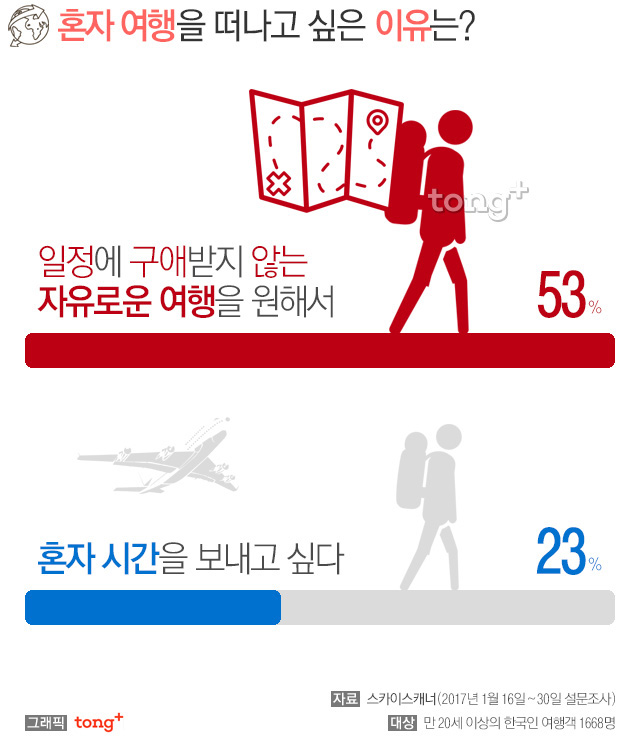 혼자 여행을 떠나고 싶은 이유는?
tong+
일정에 구애받지 않는
자유로운 여행을 원해서
53%
혼자 시간을 보내고 싶다
23%
자료 스카이스캐너(2017년 1월 16일~30일 설문조사)
그래픽 tong+
대상 만 20세 이상의 한국인 여행객 1668명